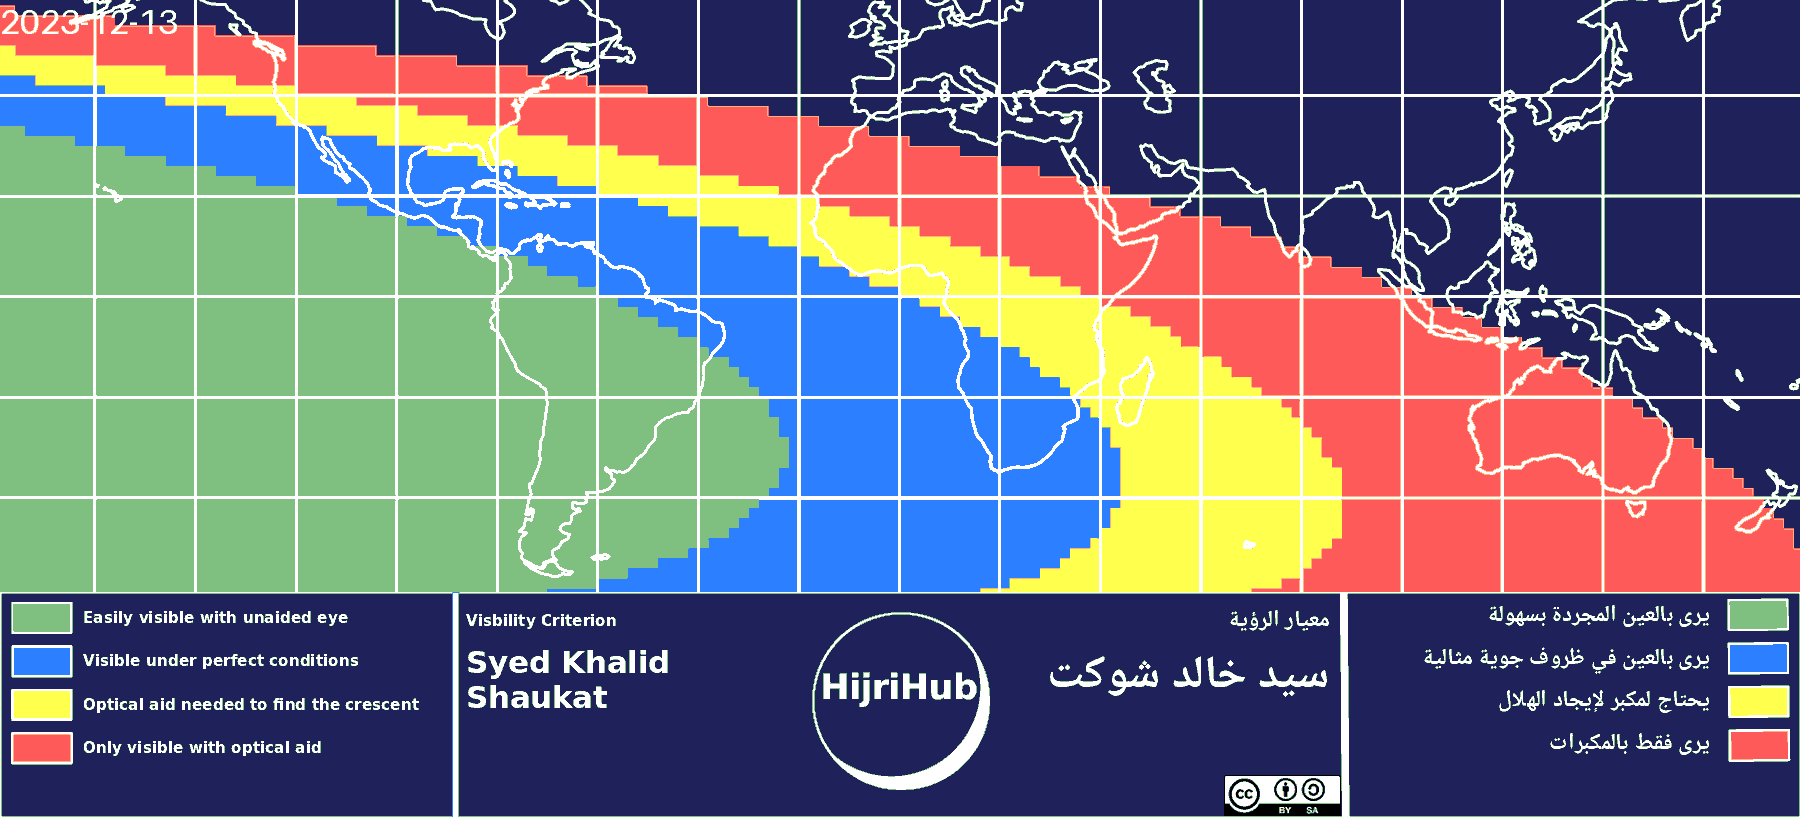 2023-12-13
Easily visible with unaided eye
Visible under perfect conditions
Optical aid needed to find the crescent
Only visible with optical aid
Visbility Criterion
Syed Khalid
Shaukat
HijriHub
معيار الرؤية
سيد خالد شوكت
cc
BY SA
يرى بالعين المجردة بسهولة
يرى بالعين في ظروف جوية مثالية
يحتاج لمكبر لإيجاد الهلال
يرى فقط بالمكبرات